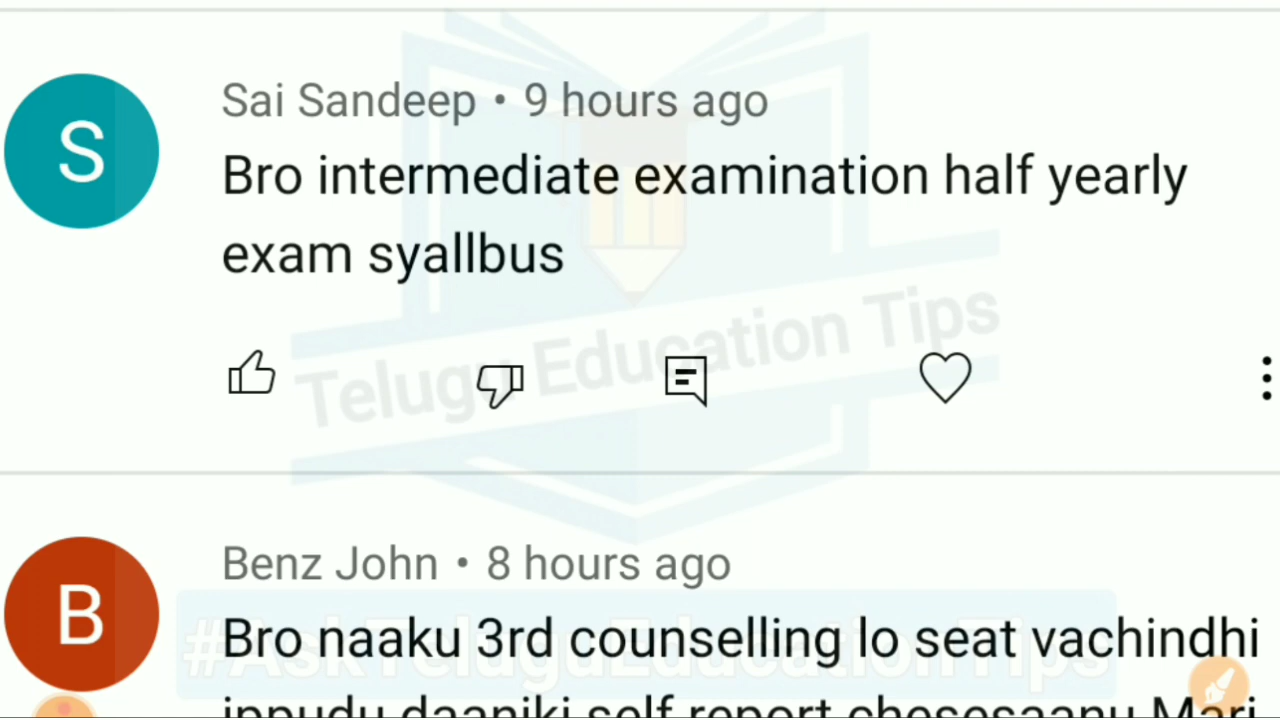 S
Sai Sandeep • 9 hours ago
Bro intermediate examination half yearly
exam syallbus
Telugu Education Tips
B
Benz John • 8 hours ago
#AskTeluguEducationTips
Bro naaku 3rd counselling lo seat vachindhi
ippudu daaniki self report chesesaanu Mari